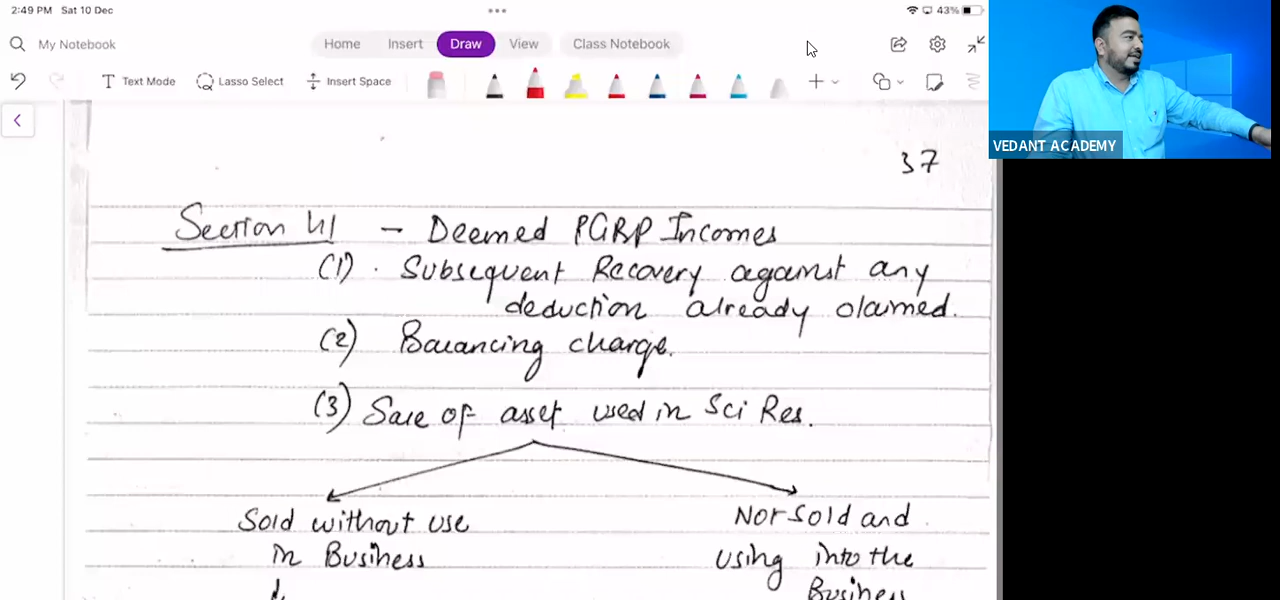 2:49 PM Sat 10 Dec
43%
My Notebook
Home Insert Draw View Class Notebook
Text Mode Lasso Select Insert Space
VEDANT ACADEMY
37
Section 41 - Deemed PGBP Incomes
(1) . Subsequent Recovery against any
deduction already claimed.
(2) Balancing charge.
(3) Sale of asset used in Sci Res.
Sold without use
in Business
Not Sold and
using into the
Business